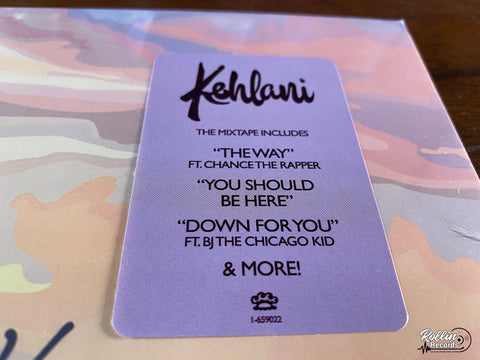 Kehlani
THE MIXTAPE INCLUDES
“THE WAY”
FT. CHANCE THE RAPPER
“YOU SHOULD
BE HERE”
“DOWN FOR YOU”
FT. BJ THE CHICAGO KID
& MORE!
1-659022
Rollin
Records